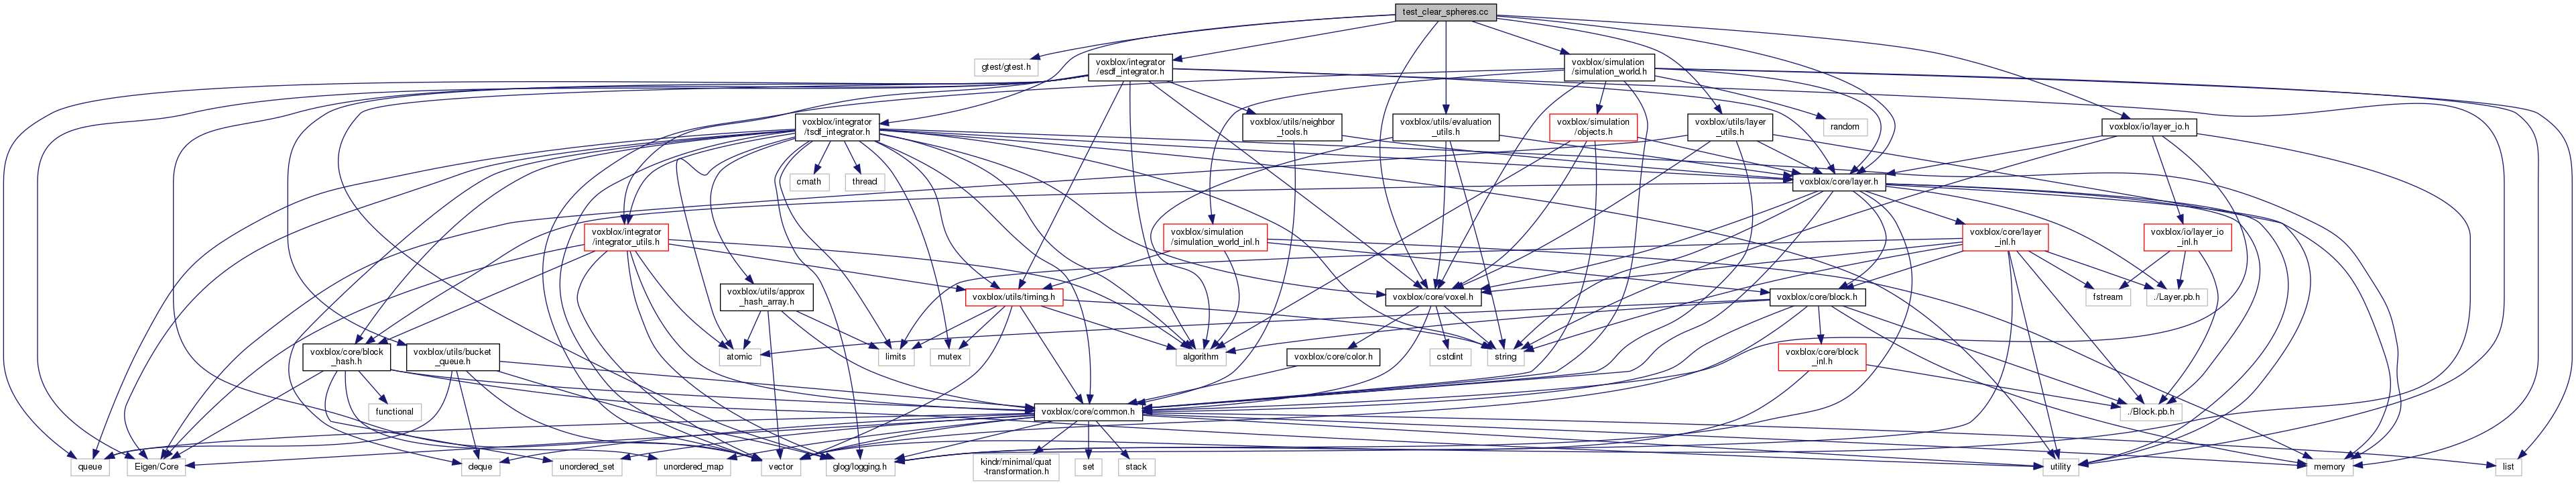 test_clear_spheres.cc
gtest/gtest.h
voxblox/integrator
/esdf_integrator.h
voxblox/simulation
/simulation_world.h
voxblox/integrator
/tsdf_integrator.h
voxblox/utils/neighbor
_tools.h
voxblox/utils/evaluation
_utils.h
voxblox/simulation
/objects.h
voxblox/utils/layer
_utils.h
random
voxblox/io/layer_io.h
cmath
thread
voxblox/core/layer.h
voxblox/integrator
/integrator_utils.h
voxblox/simulation
/simulation_world_inl.h
voxblox/core/layer
_inl.h
voxblox/io/layer_io
_inl.h
voxblox/utils/approx
_hash_array.h
voxblox/utils/timing.h
voxblox/core/voxel.h
voxblox/core/block.h
fstream
./Layer.pb.h
voxblox/core/block
_hash.h
voxblox/utils/bucket
_queue.h
atomic
limits
mutex
algorithm
voxblox/core/color.h
cstdint
string
voxblox/core/block
_inl.h
functional
voxblox/core/common.h
./Block.pb.h
queue
Eigen/Core
deque
unordered_set
unordered_map
vector
glog/logging.h
kindr/minimal/quat
-transformation.h
set
stack
utility
memory
list